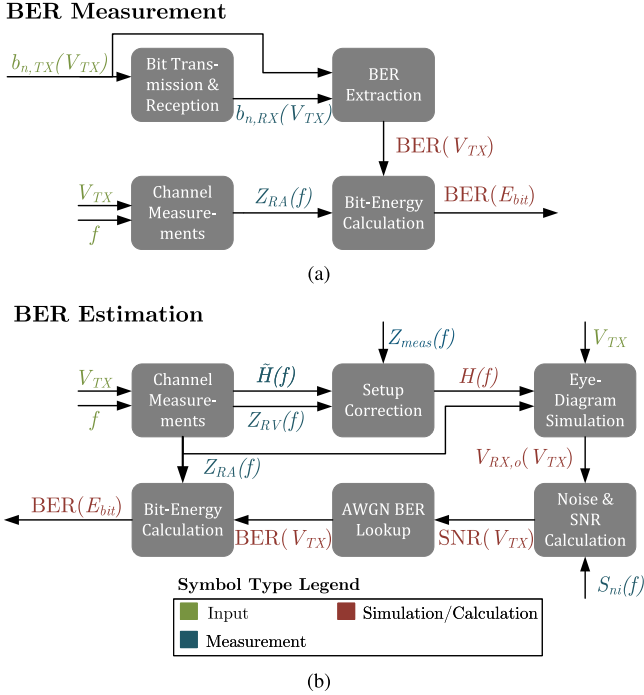 BER Measurement
b_{n,TX}(V_{TX})
Bit Trans-
mission &
Reception
b_{n,RX}(V_{TX})
BER
Extraction
BER(V_{TX})
V_{TX}
f
Channel
Measure-
ments
Z_{RA}(f)
Bit-Energy
Calculation
BER(E_{bit})
(a)
BER Estimation
Z_{meas}(f)
V_{TX}
V_{TX}
f
Channel
Measure-
ments
H̃(f)
Z_{RV}(f)
Setup
Correction
H(f)
Eye-
Diagram
Simulation
Z_{RA}(f)
V_{RX,o}(V_{TX})
BER(E_{bit})
Bit-Energy
Calculation
BER(V_{TX})
AWGN BER
Lookup
SNR(V_{TX})
Noise &
SNR
Calculation
S_{ni}(f)
Symbol Type Legend
Input
Simulation/Calculation
Measurement
(b)